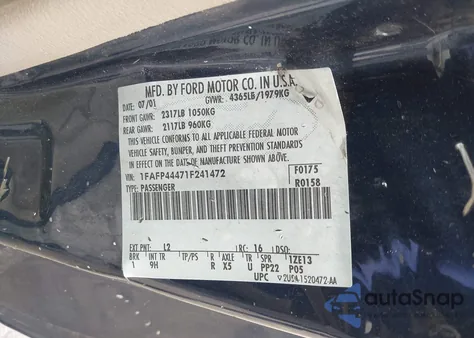 MFD. BY FORD MOTOR CO. IN U.S.A.
DATE: 07/01 GVWR: 4365LB/1979KG
FRONT GAWR: 2317LB 1050KG
REAR GAWR: 2117LB 960KG
THIS VEHICLE CONFORMS TO ALL APPLICABLE FEDERAL MOTOR
VEHICLE SAFETY, BUMPER, AND THEFT PREVENTION STANDARDS
IN EFFECT ON THE DATE OF MANUFACTURE SHOWN ABOVE.
VIN: 1FAFP44471F241472 F0175
TYPE: PASSENGER R0158
EXT PNT: L2 RC: 16 DSO:
BRK INT TR TP/PS R AXLE TR SPR 1ZE13
1 9H R X5 U PP22 P05
UPC
autoSnap